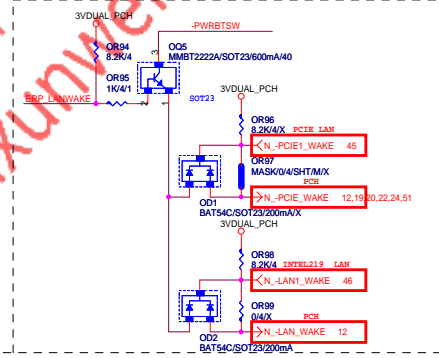 3VDUAL_PCH
-PWRBTSW
OR94
8.2K/4
OQ5
MMBT2222A/SOT23/600mA/40
3
OR95
1K/4/1
ERP_LANWAKE
2
1
SOT23
3VDUAL_PCH
OR96
8.2K/4/X
PCIE LAN
N_-PCIE1_WAKE 45
OR97
MASK/0/4/SHT/M/X
PCH
N_-PCIE_WAKE 12,19,20,22,24,51
OD1
BAT54C/SOT23/200mA/X
3VDUAL_PCH
OR98
8.2K/4
INTEL219 LAN
N_-LAN1_WAKE 46
OR99
0/4/X
PCH
N_-LAN_WAKE 12
OD2
BAT54C/SOT23/200mA